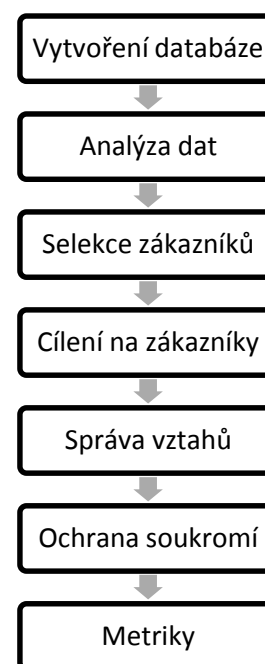 Vytvoření databáze
Analýza dat
Selekce zákazníků
Cílení na zákazníky
Správa vztahů
Ochrana soukromí
Metriky